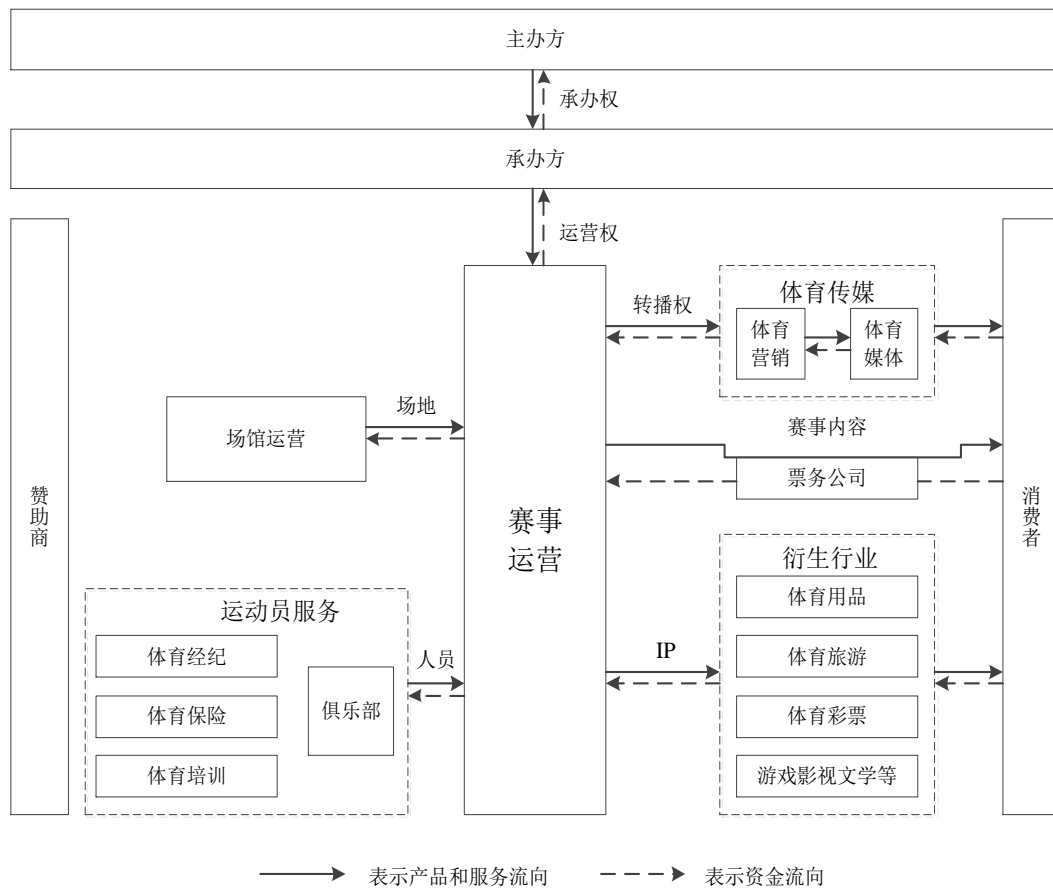 主办方
承办权
承办方
运营权
赞助商
场馆运营
场地
运动员服务
体育经纪
体育保险
体育培训
俱乐部
人员
赛事
运营
转播权
体育传媒
体育
营销
体育
媒体
赛事内容
票务公司
IP
衍生行业
体育用品
体育旅游
体育彩票
游戏影视文学等
消费者
表示产品和服务流向
表示资金流向